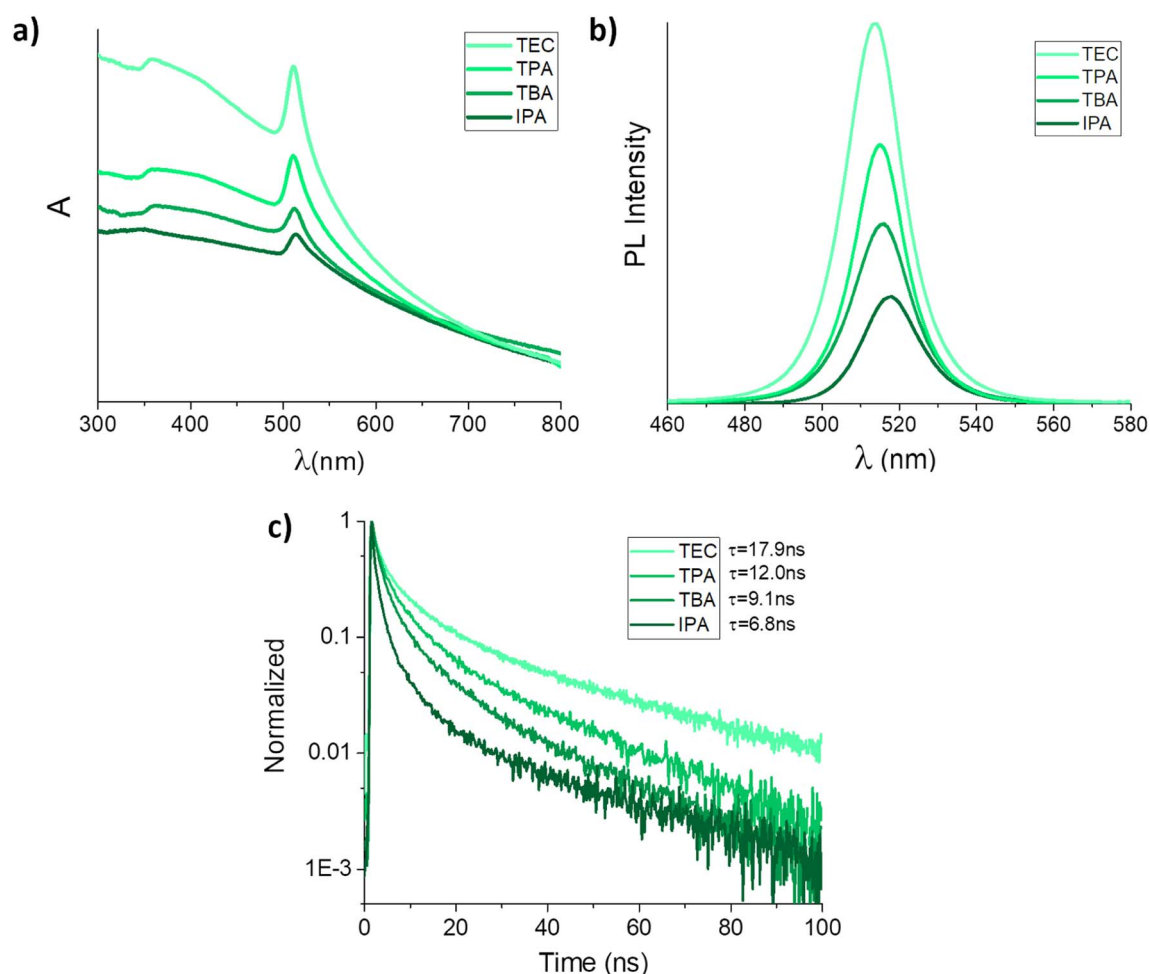 a)
TEC
TPA
TBA
IPA
A
300 400 500 600 700 800
λ(nm)
b)
TEC
TPA
TBA
IPA
PL Intensity
460 480 500 520 540 560 580
λ (nm)
c)
TEC τ=17.9ns
TPA τ=12.0ns
TBA τ=9.1ns
IPA τ=6.8ns
Normalized
1
0.1
0.01
1E-3
0 20 40 60 80 100
Time (ns)